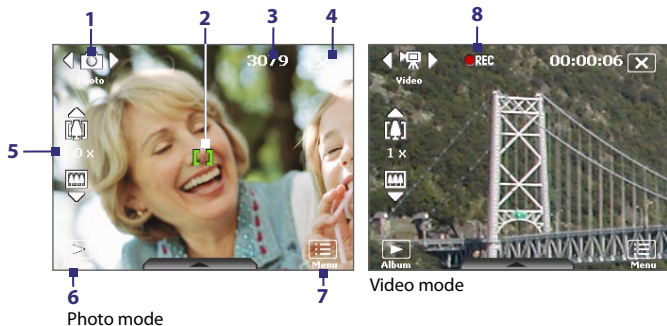 1
2
3
4
8
3079
REC
00:00:06
Photo
Video
5
1 x
Album
Menu
Menu
6
7
Photo mode
Video mode